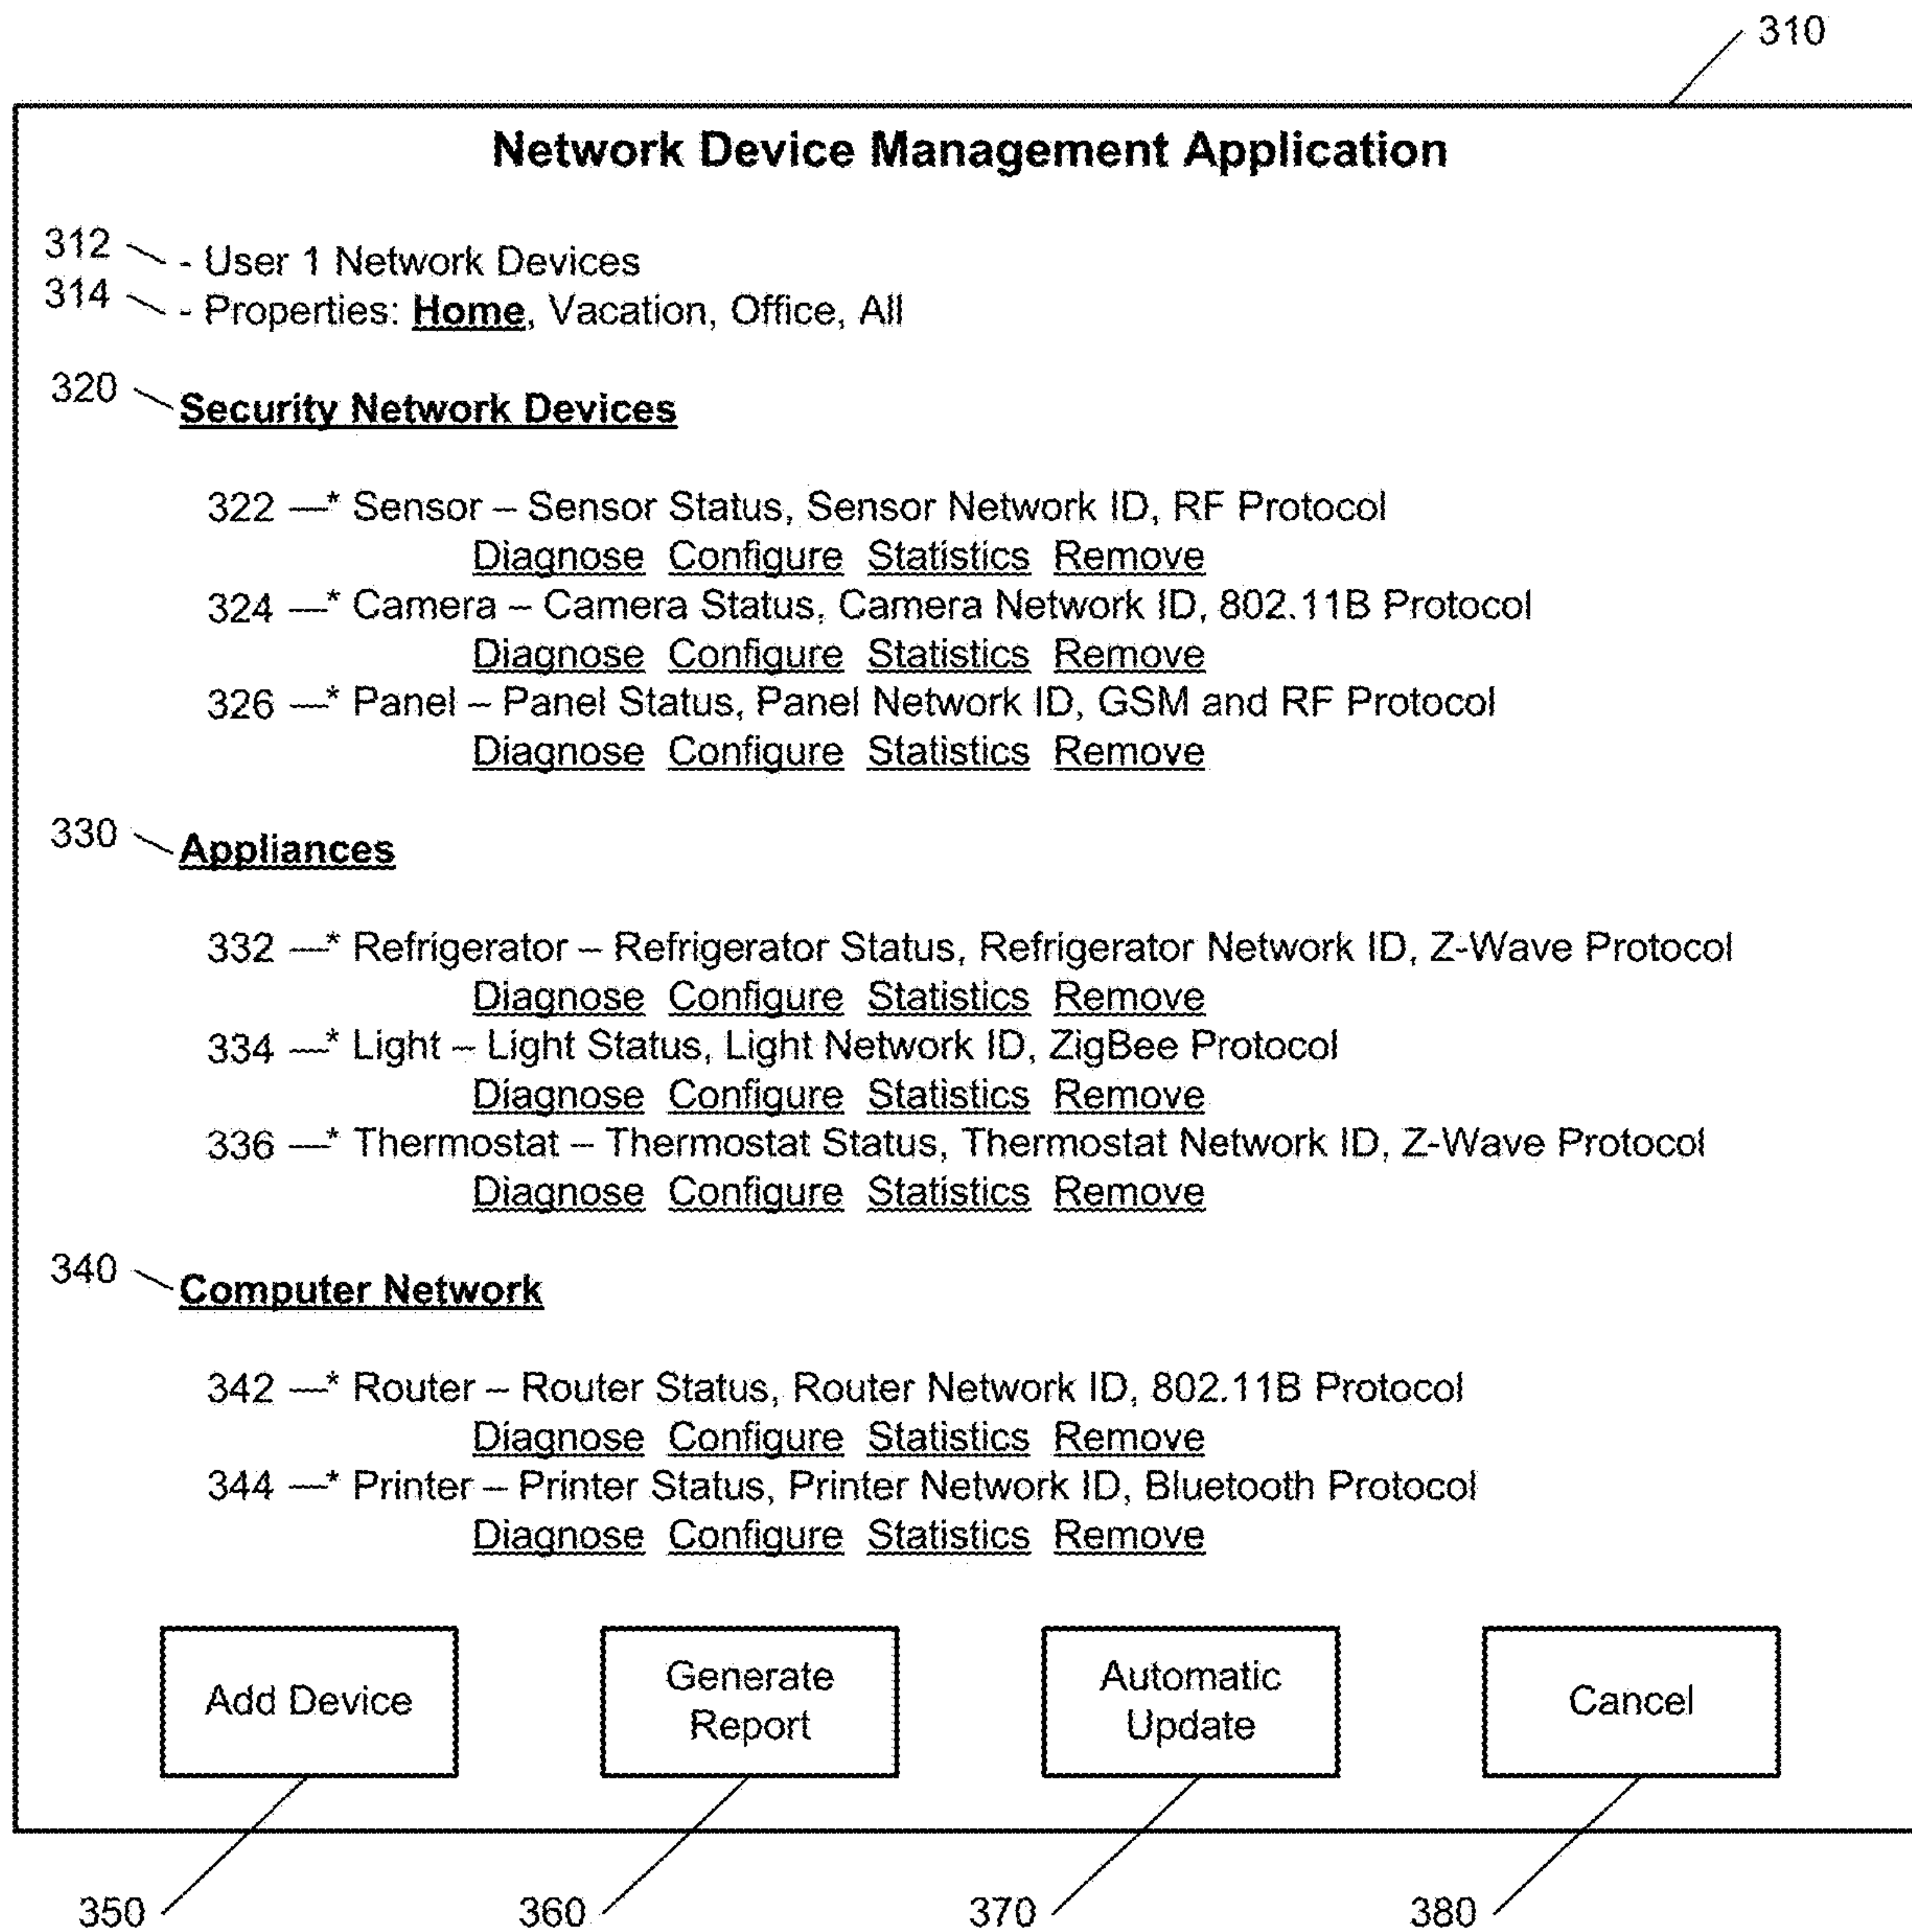 310
Network Device Management Application
312 - User 1 Network Devices
314 - Properties: Home, Vacation, Office, All
320 Security Network Devices
322 —* Sensor – Sensor Status, Sensor Network ID, RF Protocol
Diagnose Configure Statistics Remove
324 —* Camera – Camera Status, Camera Network ID, 802.11B Protocol
Diagnose Configure Statistics Remove
326 —* Panel – Panel Status, Panel Network ID, GSM and RF Protocol
Diagnose Configure Statistics Remove
330 Appliances
332 —* Refrigerator – Refrigerator Status, Refrigerator Network ID, Z-Wave Protocol
Diagnose Configure Statistics Remove
334 —* Light – Light Status, Light Network ID, ZigBee Protocol
Diagnose Configure Statistics Remove
336 —* Thermostat – Thermostat Status, Thermostat Network ID, Z-Wave Protocol
Diagnose Configure Statistics Remove
340 Computer Network
342 —* Router – Router Status, Router Network ID, 802.11B Protocol
Diagnose Configure Statistics Remove
344 —* Printer – Printer Status, Printer Network ID, Bluetooth Protocol
Diagnose Configure Statistics Remove
Add Device
Generate
Report
Automatic
Update
Cancel
350 360 370 380